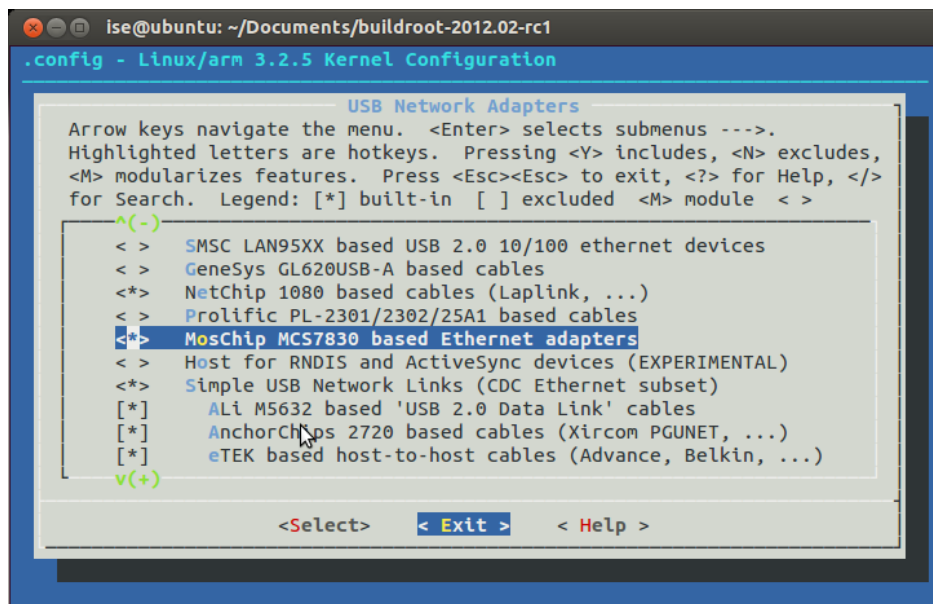 ise@ubuntu: ~/Documents/buildroot-2012.02-rc1
.config - Linux/arm 3.2.5 Kernel Configuration
USB Network Adapters
Arrow keys navigate the menu.  <Enter> selects submenus --->.
Highlighted letters are hotkeys.  Pressing <Y> includes, <N> excludes,
<M> modularizes features.  Press <Esc><Esc> to exit, <?> for Help, </>
for Search.  Legend: [*] built-in  [ ] excluded  <M> module  < >
^(-)
< >   SMSC LAN95XX based USB 2.0 10/100 ethernet devices
< >   GeneSys GL620USB-A based cables
<*>   NetChip 1080 based cables (Laplink, ...)
< >   Prolific PL-2301/2302/25A1 based cables
<*>   MosChip MCS7830 based Ethernet adapters
< >   Host for RNDIS and ActiveSync devices (EXPERIMENTAL)
<*>   Simple USB Network Links (CDC Ethernet subset)
[*]     ALi M5632 based 'USB 2.0 Data Link' cables
[*]     AnchorChips 2720 based cables (Xircom PGUNET, ...)
[*]     eTEK based host-to-host cables (Advance, Belkin, ...)
v(+)
<Select>    < Exit >    < Help >